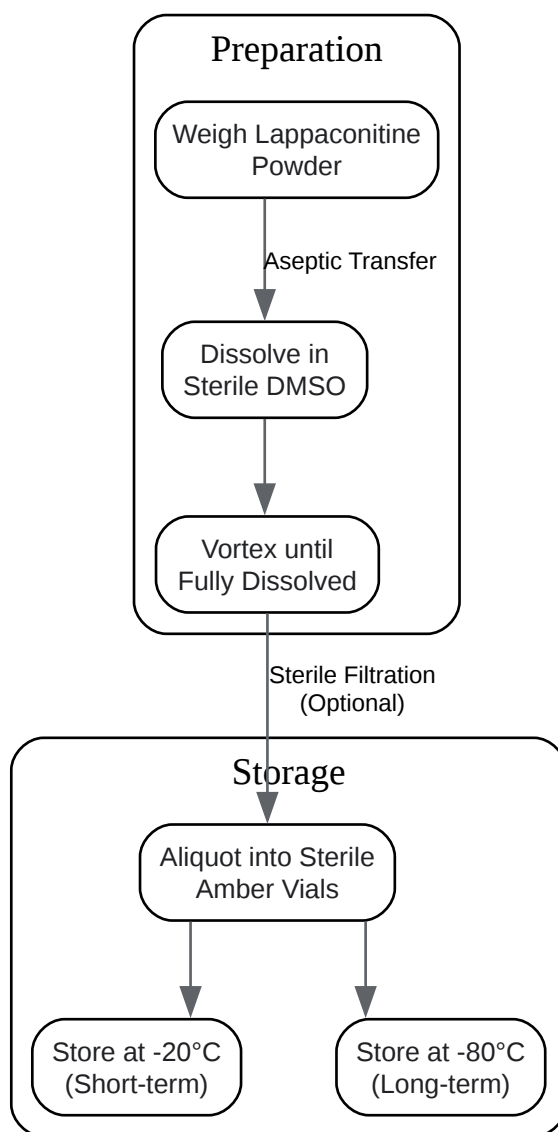 Preparation
Weigh Lappaconitine
Powder
Aseptic Transfer
Dissolve in
Sterile DMSO
Vortex until
Fully Dissolved
Sterile Filtration
(Optional)
Storage
Aliquot into Sterile
Amber Vials
Store at -20°C
(Short-term)
Store at -80°C
(Long-term)